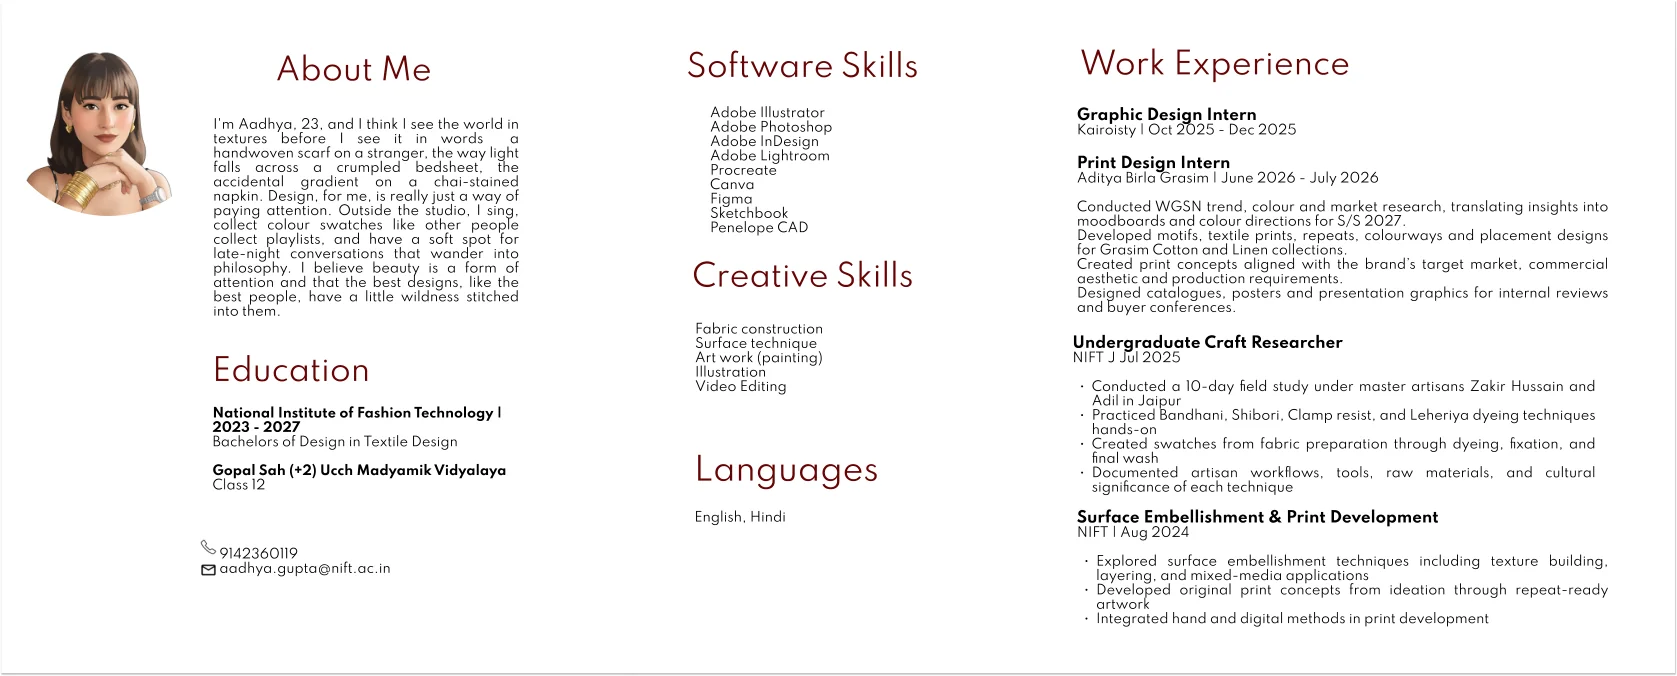 About Me
I'm Aadhya, 23, and I think I see the world in
textures before I see it in words a
handwoven scarf on a stranger, the way light
falls across a crumpled bedsheet, the
accidental gradient on a chai-stained
napkin. Design, for me, is really just a way of
paying attention. Outside the studio, I sing,
collect colour swatches like other people
collect playlists, and have a soft spot for
late-night conversations that wander into
philosophy. I believe beauty is a form of
attention and that the best designs, like the
best people, have a little wildness stitched
into them.
Education
National Institute of Fashion Technology |
2023 - 2027
Bachelors of Design in Textile Design
Gopal Sah (+2) Ucch Madyamik Vidyalaya
Class 12
9142360119
aadhya.gupta@nift.ac.in
Software Skills
Adobe Illustrator
Adobe Photoshop
Adobe InDesign
Adobe Lightroom
Procreate
Canva
Figma
Sketchbook
Penelope CAD
Creative Skills
Fabric construction
Surface technique
Art work (painting)
Illustration
Video Editing
Languages
English, Hindi
Work Experience
Graphic Design Intern
Kairoisty | Oct 2025 - Dec 2025
Print Design Intern
Aditya Birla Grasim | June 2026 - July 2026
Conducted WGSN trend, colour and market research, translating insights into
moodboards and colour directions for S/S 2027.
Developed motifs, textile prints, repeats, colourways and placement designs
for Grasim Cotton and Linen collections.
Created print concepts aligned with the brand's target market, commercial
aesthetic and production requirements.
Designed catalogues, posters and presentation graphics for internal reviews
and buyer conferences.
Undergraduate Craft Researcher
NIFT J Jul 2025
· Conducted a 10-day field study under master artisans Zakir Hussain and
Adil in Jaipur
· Practiced Bandhani, Shibori, Clamp resist, and Leheriya dyeing techniques
hands-on
· Created swatches from fabric preparation through dyeing, fixation, and
final wash
· Documented artisan workflows, tools, raw materials, and cultural
significance of each technique
Surface Embellishment & Print Development
NIFT | Aug 2024
· Explored surface embellishment techniques including texture building,
layering, and mixed-media applications
· Developed original print concepts from ideation through repeat-ready
artwork
· Integrated hand and digital methods in print development